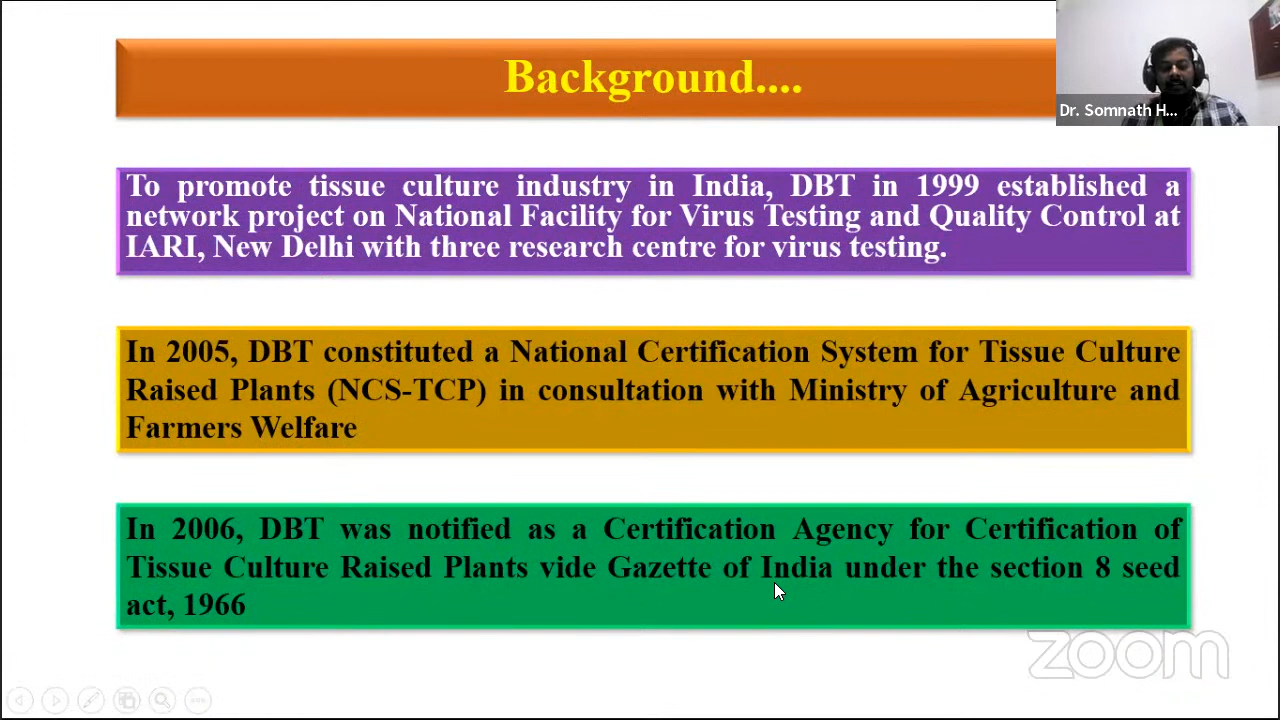 Background....
Dr. Somnath H...
To promote tissue culture industry in India, DBT in 1999 established a
network project on National Facility for Virus Testing and Quality Control at
IARI, New Delhi with three research centre for virus testing.
In 2005, DBT constituted a National Certification System for Tissue Culture
Raised Plants (NCS-TCP) in consultation with Ministry of Agriculture and
Farmers Welfare
In 2006, DBT was notified as a Certification Agency for Certification of
Tissue Culture Raised Plants vide Gazette of India under the section 8 seed
act, 1966
zoom